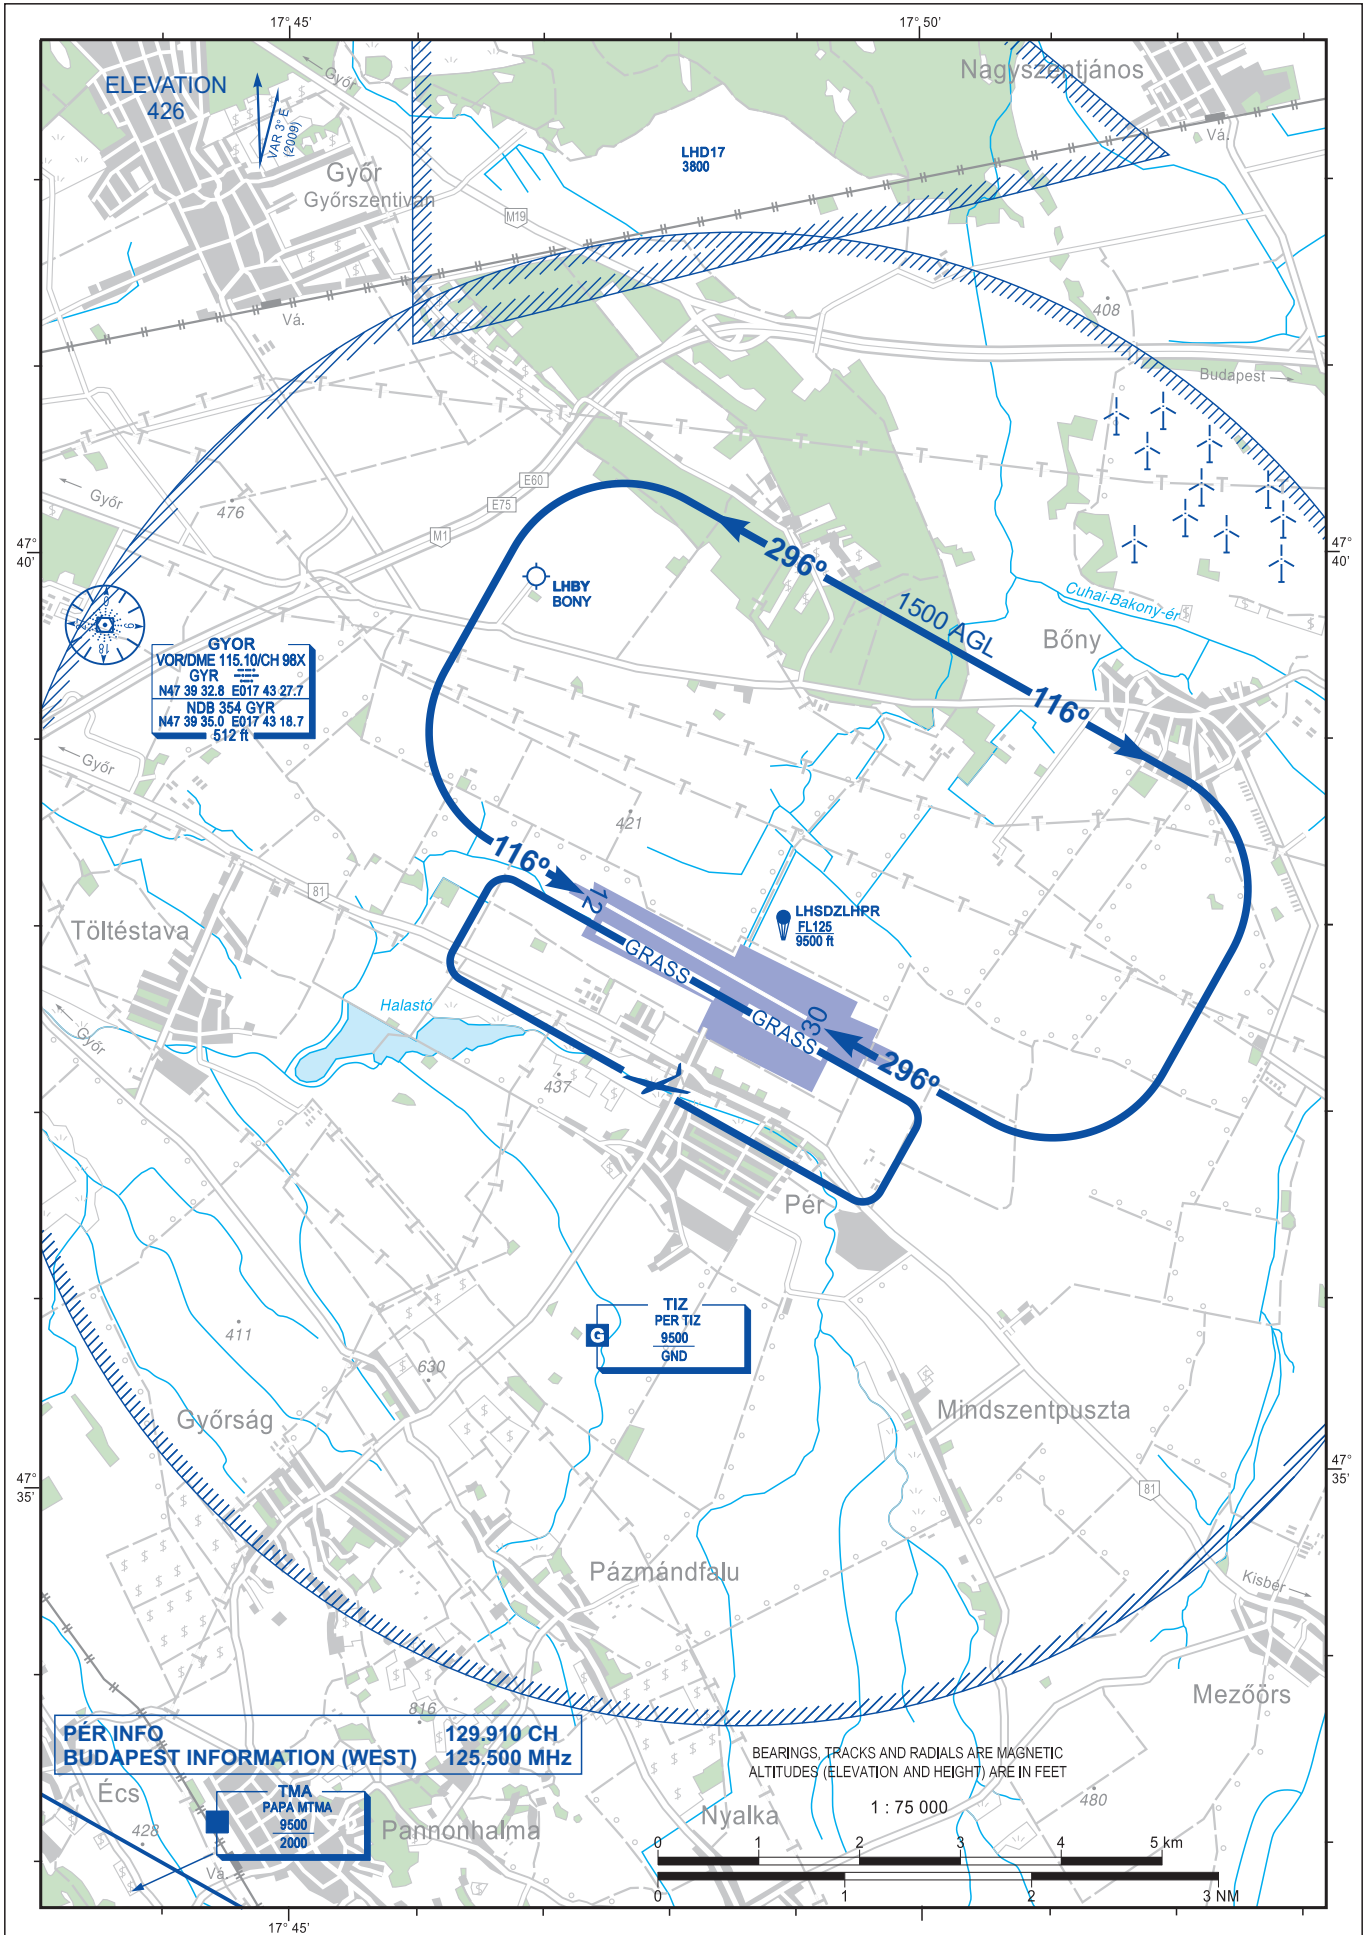 17° 45'
17° 50'
ELEVATION
426
VAR 3° E
(2009)
Győr
Győr
Győrszentiván
Nagyszentjános
Vá.
LHD17
3800
M19
Vá.
408
Budapest
Győr
476
E60
E75
M1
47°
40'
47°
40'
296°
1500 AGL
116°
LHBY
BONY
Cuhai-Bakony-ér
Bőny
GYOR
VOR/DME 115.10/CH 98X
GYR
N47 39 32.8 E017 43 27.7
NDB 354 GYR
N47 39 35.0 E017 43 18.7
512 ft
Győr
421
116°
81
12
LHSDZLHPR
FL125
9500 ft
Töltéstava
GRASS
Halastó
GRASS
30
296°
Győr
437
Pér
TIZ
PER TIZ
9500
GND
G
411
630
Győrság
Mindszentpuszta
47°
35'
47°
35'
81
Pázmándfalu
Kisbér
Mezőörs
816
PÉR INFO 129.910 CH
BUDAPEST INFORMATION (WEST) 125.500 MHz
BEARINGS, TRACKS AND RADIALS ARE MAGNETIC
ALTITUDES (ELEVATION AND HEIGHT) ARE IN FEET
Écs
TMA
PAPA MTMA
9500
2000
1 : 75 000
480
Nyalka
Pannonhalma
428
Vá.
0 1 2 3 4 5 km
0 1 2 3 NM
17° 45'